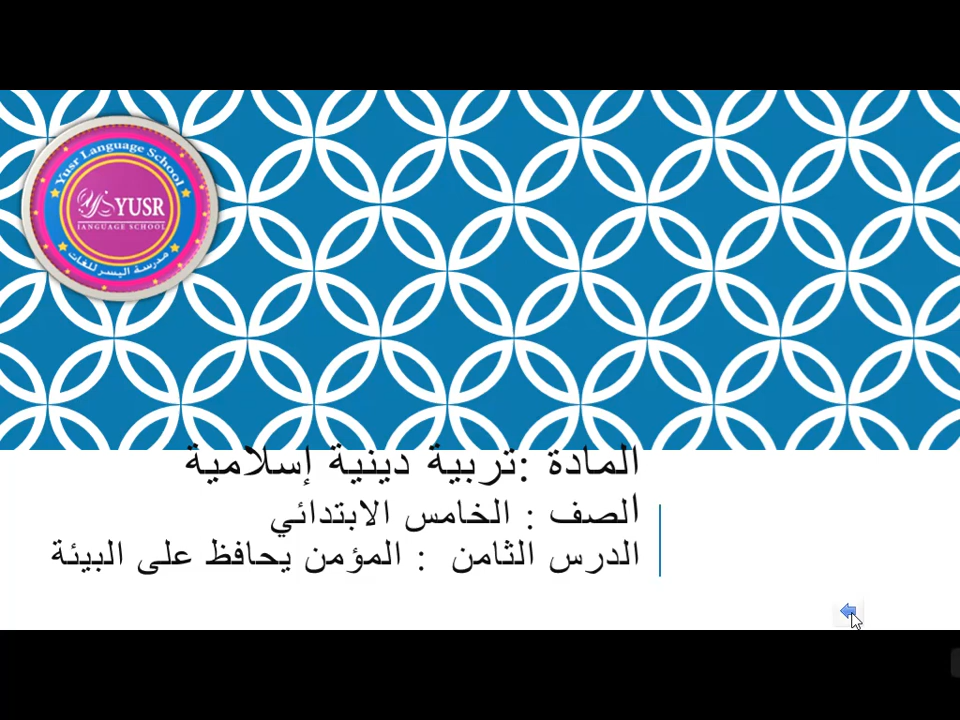 Yusr Language School
YUSR
LANGUAGE SCHOOL
مدرسة اليسر للغات
المادة :تربية دينية إسلامية
الصف : الخامس الابتدائي
الدرس الثامن : المؤمن يحافظ على البيئة